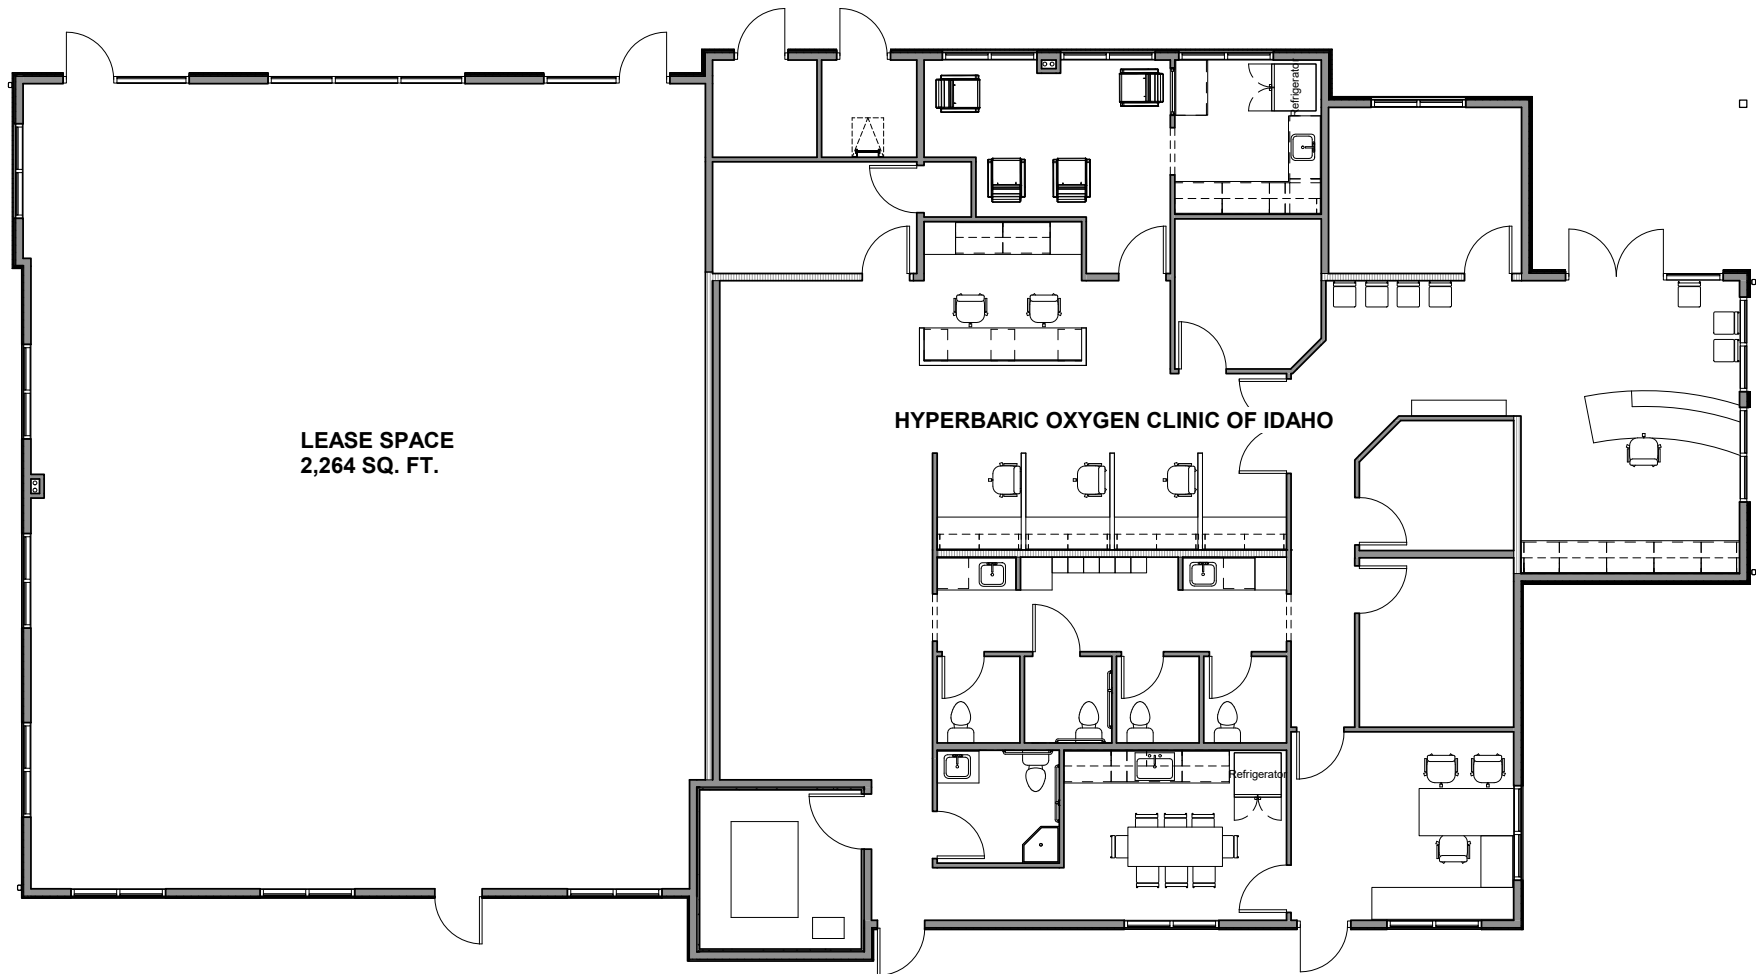 Refrigerator
HYPERBARIC OXYGEN CLINIC OF IDAHO
LEASE SPACE
2,264 SQ. FT.
Refrigerator